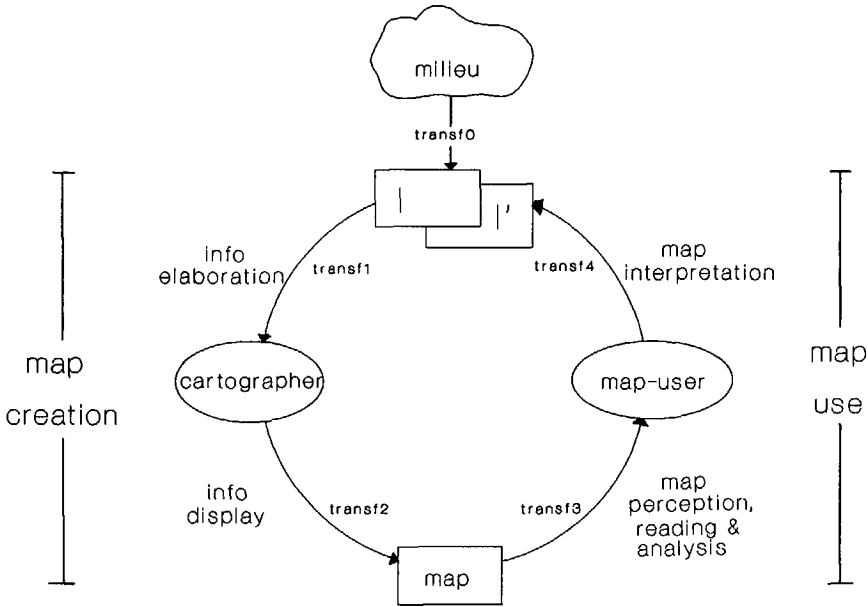 milieu
transf0
I
I'
info
elaboration
transf1
transf4
map
interpretation
map
creation
cartographer
map-user
map
use
info
display
transf2
transf3
map
perception,
reading &
analysis
map